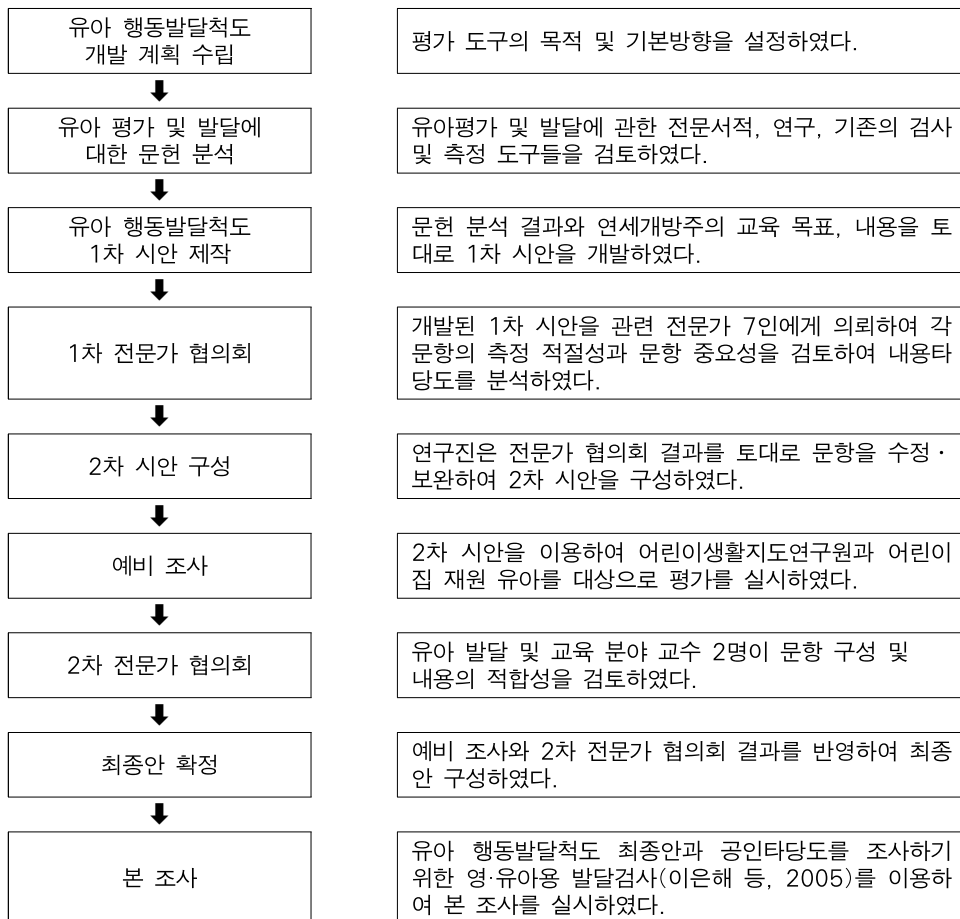 유아 행동발달척도
개발 계획 수립
평가 도구의 목적 및 기본방향을 설정하였다.
유아 평가 및 발달에
대한 문헌 분석
유아평가 및 발달에 관한 전문서적, 연구, 기존의 검사
및 측정 도구들을 검토하였다.
유아 행동발달척도
1차 시안 제작
문헌 분석 결과와 연세개방주의 교육 목표, 내용을 토
대로 1차 시안을 개발하였다.
1차 전문가 협의회
개발된 1차 시안을 관련 전문가 7인에게 의뢰하여 각
문항의 측정 적절성과 문항 중요성을 검토하여 내용타
당도를 분석하였다.
2차 시안 구성
연구진은 전문가 협의회 결과를 토대로 문항을 수정·
보완하여 2차 시안을 구성하였다.
예비 조사
2차 시안을 이용하여 어린이생활지도연구원과 어린이
집 재원 유아를 대상으로 평가를 실시하였다.
2차 전문가 협의회
유아 발달 및 교육 분야 교수 2명이 문항 구성 및
내용의 적합성을 검토하였다.
최종안 확정
예비 조사와 2차 전문가 협의회 결과를 반영하여 최종
안 구성하였다.
본 조사
유아 행동발달척도 최종안과 공인타당도를 조사하기
위한 영·유아용 발달검사(이은해 등, 2005)를 이용하
여 본 조사를 실시하였다.